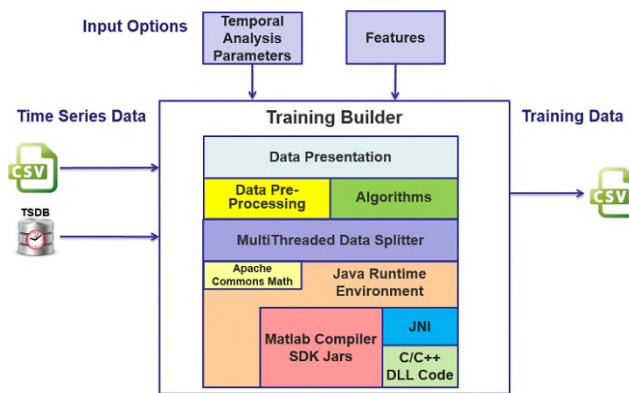 Input Options
Temporal
Analysis
Parameters
Features
Time Series Data
Training Builder
Training Data
Data Presentation
CSV
CSV
Data Pre-
Processing
Algorithms
TSDB
MultiThreaded Data Splitter
Apache
Commons Math
Java Runtime
Environment
Matlab Compiler
SDK Jars
JNI
C/C++
DLL Code